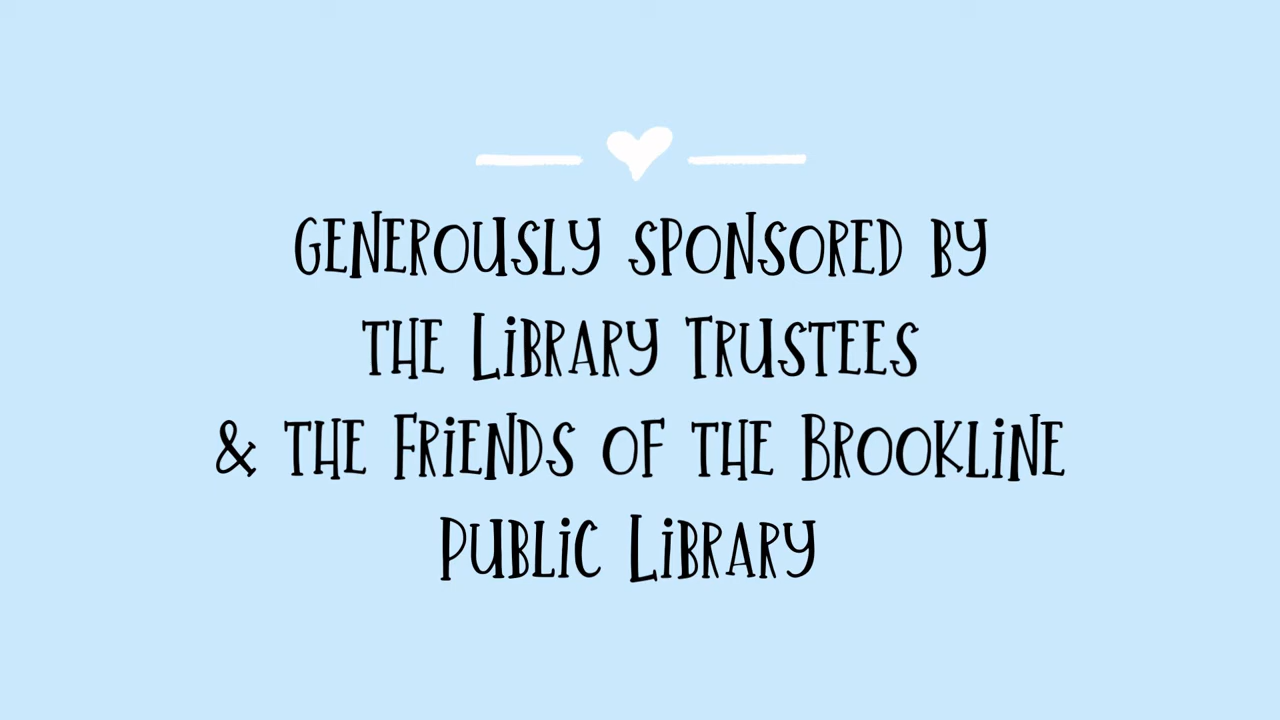 GENEROUSLY SPONSORED BY
THE LiBRARY TRUSTEES
& THE FRiENDS OF THE BROOKLiNE
PUBLiC LiBRARY